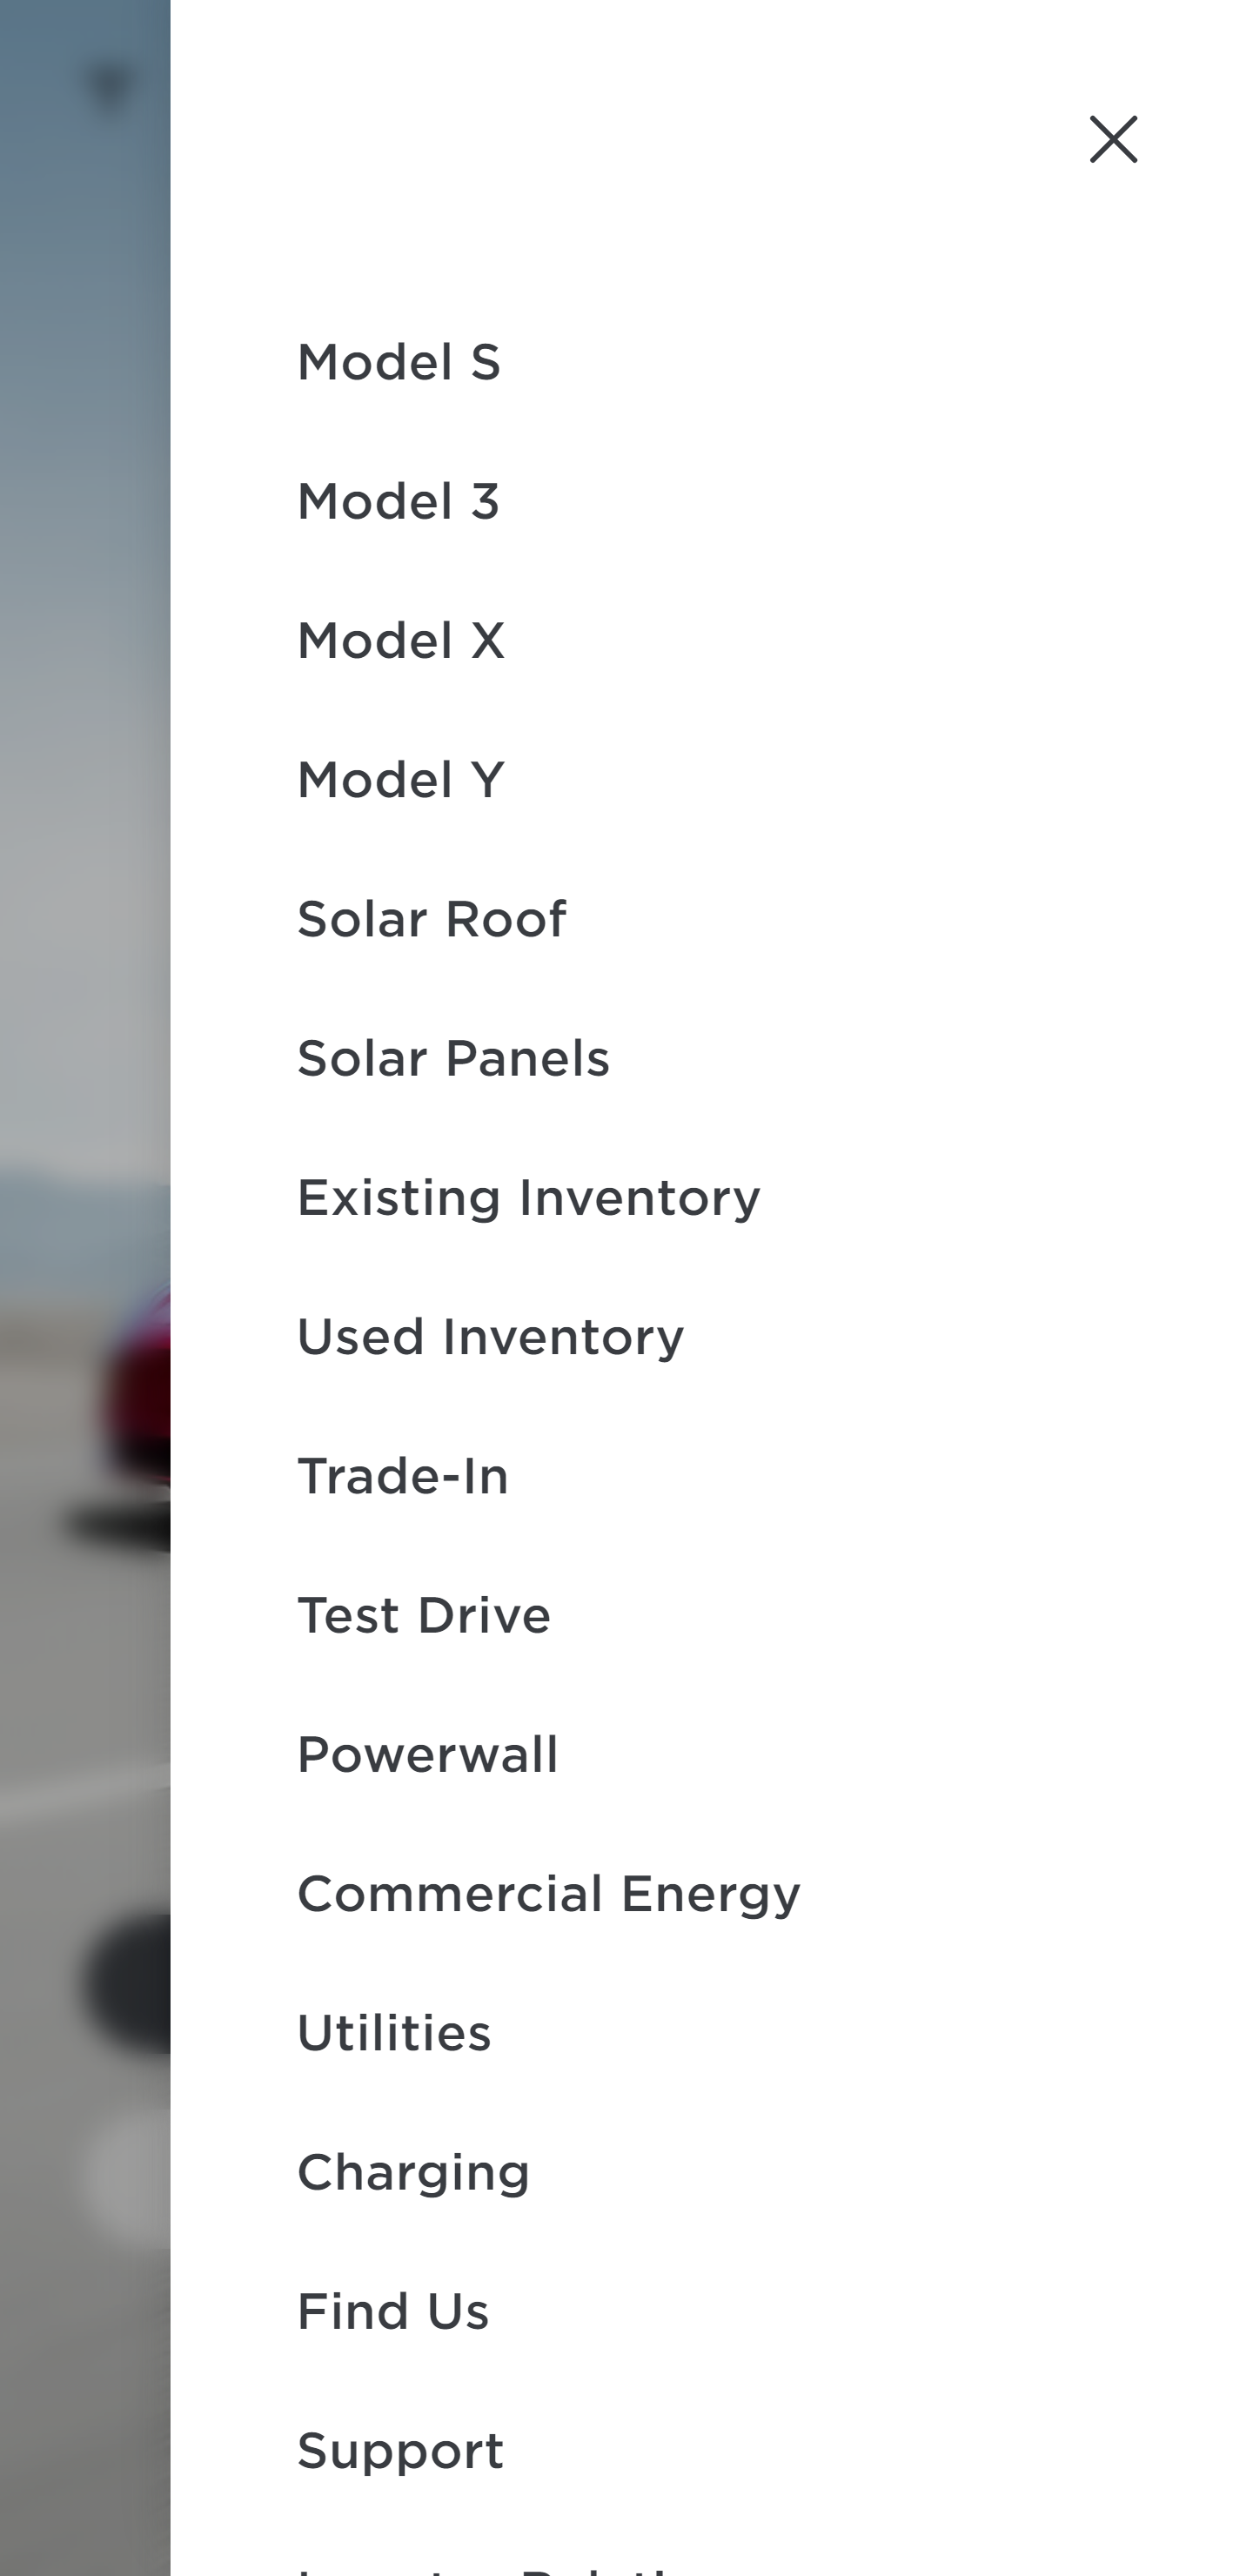 Model S
Model 3
Model X
Model Y
Solar Roof
Solar Panels
Existing Inventory
Used Inventory
Trade-In
Test Drive
Powerwall
Commercial Energy
Utilities
Charging
Find Us
Support